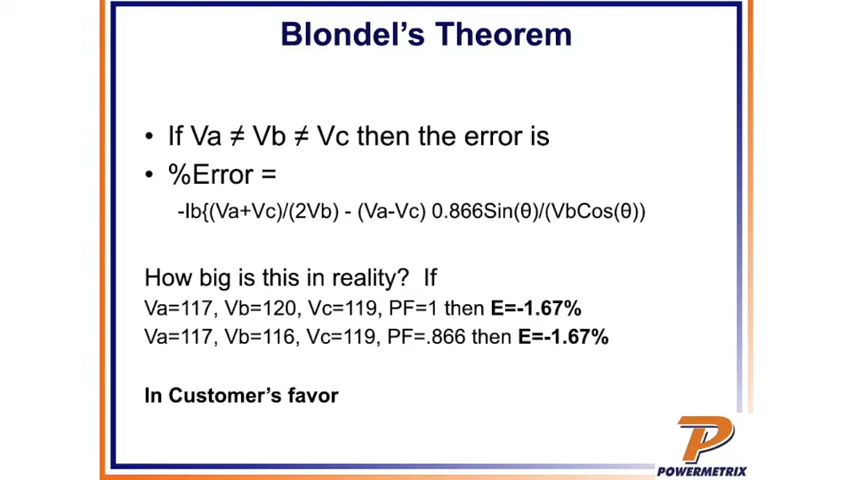 Blondel's Theorem
• If Va ≠ Vb ≠ Vc then the error is
• %Error =
-Ib{(Va+Vc)/(2Vb) - (Va-Vc) 0.866Sin(θ)/(VbCos(θ))
How big is this in reality? If
Va=117, Vb=120, Vc=119, PF=1 then E=-1.67%
Va=117, Vb=116, Vc=119, PF=.866 then E=-1.67%
In Customer's favor
POWERMETRIX